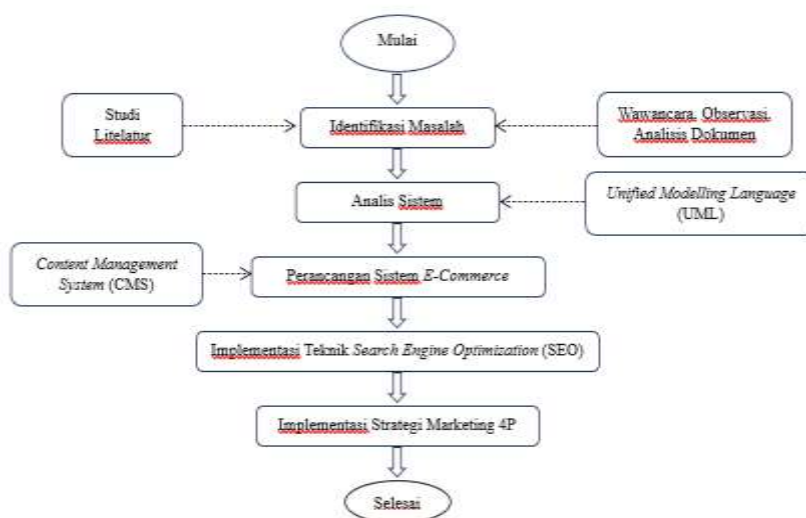 Mulai
Studi
Litelatur
Identifikasi Masalah
Wawancara, Observasi,
Analisis Dokumen
Analis Sistem
Unified Modelling Language
(UML)
Content Management
System (CMS)
Perancangan Sistem E-Commerce
Implementasi Teknik Search Engine Optimization (SEO)
Implementasi Strategi Marketing 4P
Selesai